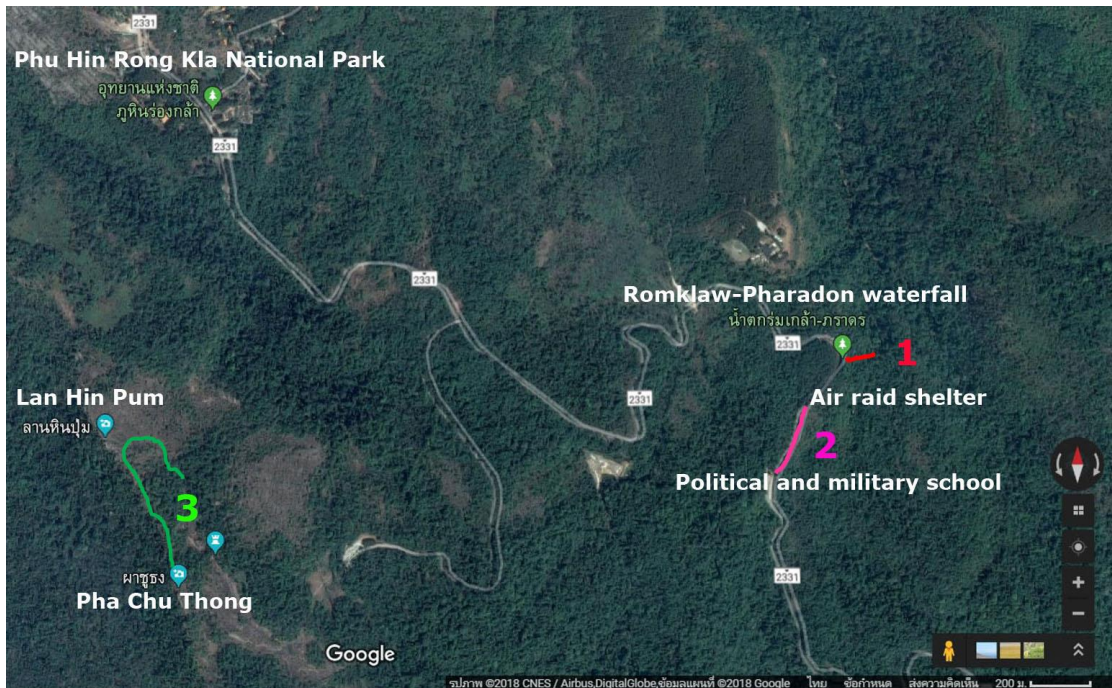 2331
Phu Hin Rong Kla National Park
อุทยานแห่งชาติ
ภูหินร่องกล้า
2331
2331
Romklaw-Pharadon waterfall
น้ำตกร่มเกล้า-ภราดร
2331
1
2331
Lan Hin Pum
ลานหินปุ่ม
Air raid shelter
2
Political and military school
3
ผาชูธง
Pha Chu Thong
2331
Google
รูปภาพ ©2018 CNES / Airbus,DigitalGlobe,ข้อมูลแผนที่ ©2018 Google ไทย ข้อกำหนด ส่งความคิดเห็น 200 ม.